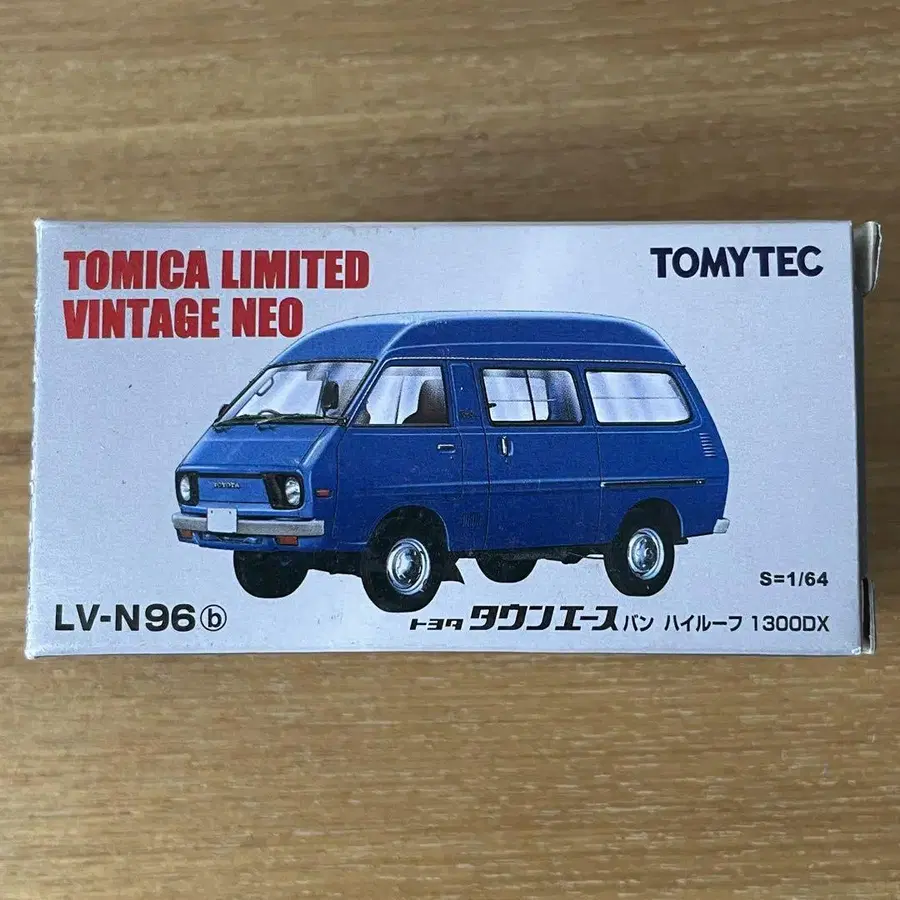 TOMICA LIMITED
VINTAGE NEO
TOMYTEC
TOYOTA
S=1/64
LV-N96ⓑ
トヨタ タウンエース バン ハイルーフ 1300DX